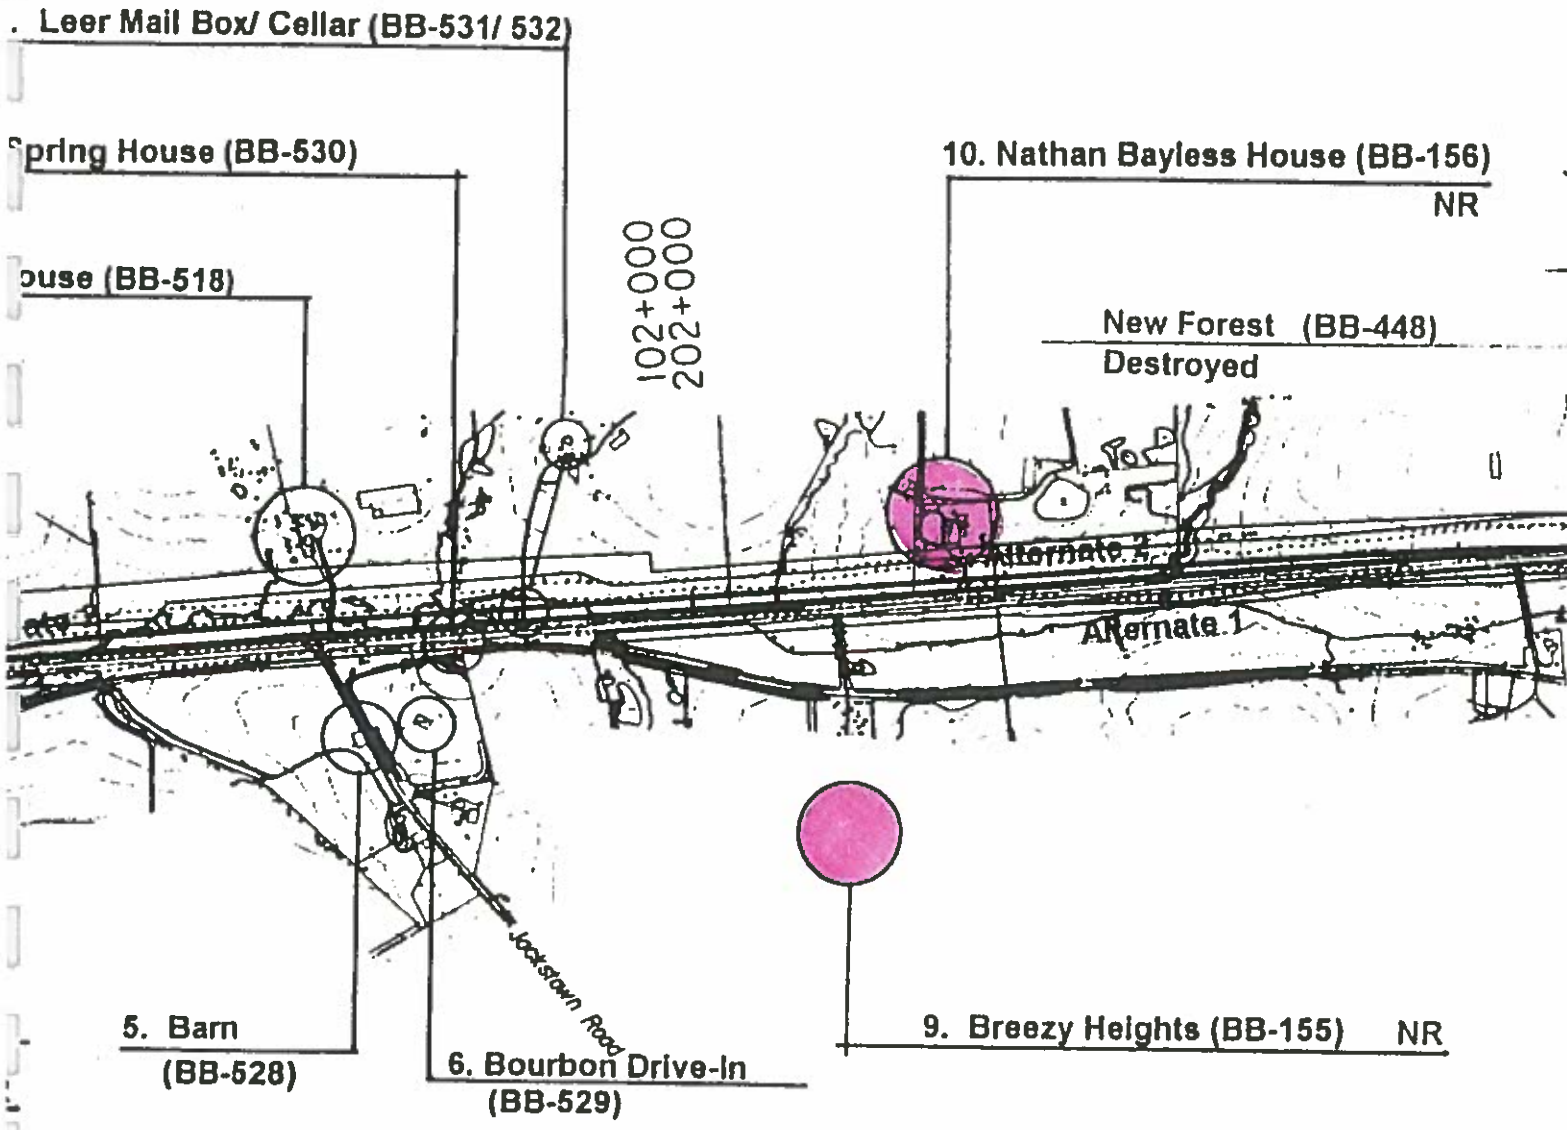 . Leer Mail Box/ Cellar (BB-531/ 532)
pring House (BB-530)
10. Nathan Bayless House (BB-156)
NR
102+000
202+000
ouse (BB-518)
New Forest (BB-448)
Destroyed
Alternate 2
Alternate 1
Jackstown Road
5. Barn
(BB-528)
6. Bourbon Drive-In
(BB-529)
9. Breezy Heights (BB-155) NR